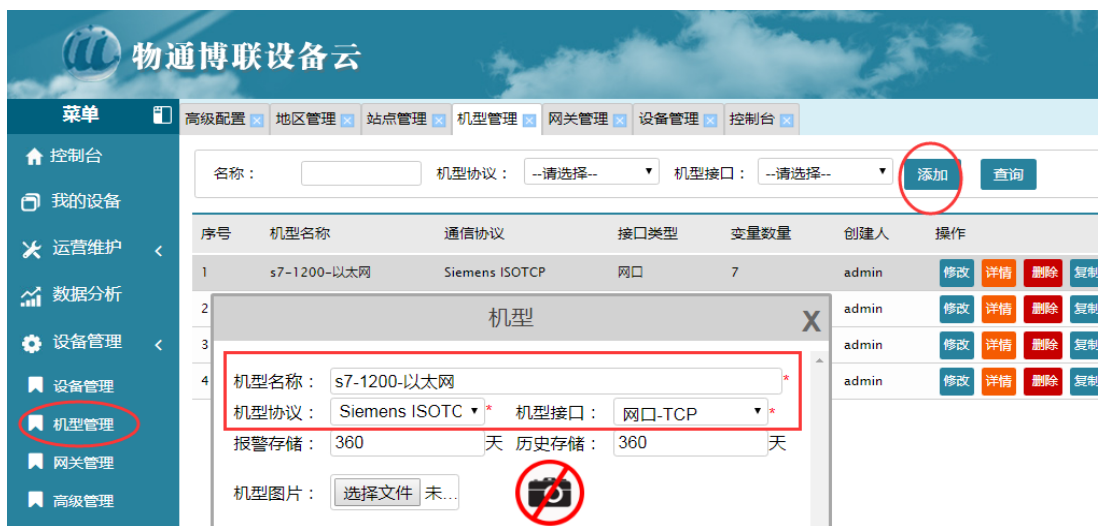 物通博联设备云
菜单
高级配置 地区管理 站点管理 机型管理 网关管理 设备管理 控制台
控制台
我的设备
运营维护
数据分析
设备管理
设备管理
机型管理
网关管理
高级管理
名称： 机型协议： --请选择-- 机型接口： --请选择-- 添加 查询
序号 机型名称 通信协议 接口类型 变量数量 创建人 操作
1 s7-1200-以太网 Siemens ISOTCP 网口 7 admin 修改 详情 删除 复制
2 admin 修改 详情 删除 复制
3 admin 修改 详情 删除 复制
4 admin 修改 详情 删除 复制
机型 X
机型名称： s7-1200-以太网 *
机型协议： Siemens ISOTC * 机型接口： 网口-TCP *
报警存储： 360 天 历史存储： 360 天
机型图片： 选择文件 未...